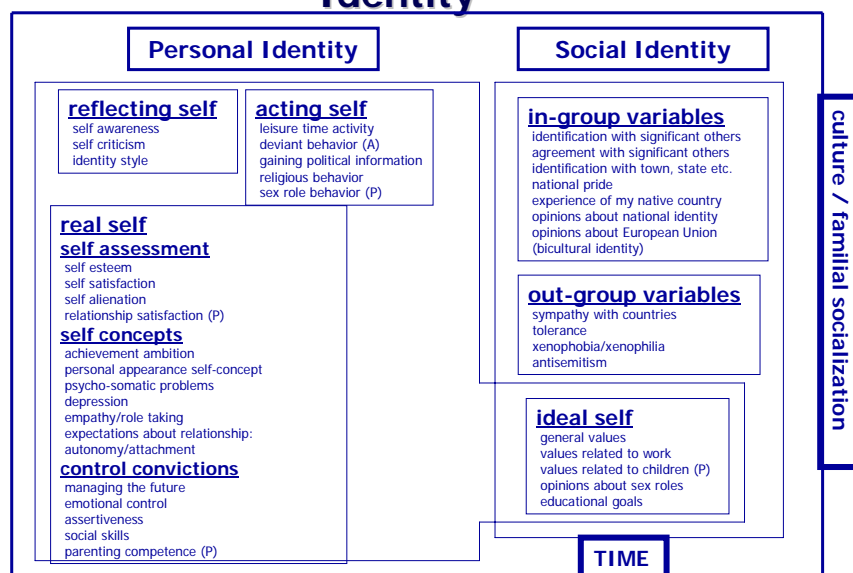 Identity
Personal Identity
Social Identity
reflecting self
self awareness
self criticism
identity style
acting self
leisure time activity
deviant behavior (A)
gaining political information
religious behavior
sex role behavior (P)
real self
self assessment
self esteem
self satisfaction
self alienation
relationship satisfaction (P)
self concepts
achievement ambition
personal appearance self-concept
psycho-somatic problems
depression
empathy/role taking
expectations about relationship:
autonomy/attachment
control convictions
managing the future
emotional control
assertiveness
social skills
parenting competence (P)
in-group variables
identification with significant others
agreement with significant others
identification with town, state etc.
national pride
experience of my native country
opinions about national identity
opinions about European Union
(bicultural identity)
out-group variables
sympathy with countries
tolerance
xenophobia/xenophilia
antisemitism
ideal self
general values
values related to work
values related to children (P)
opinions about sex roles
educational goals
TIME
culture / familial socialization